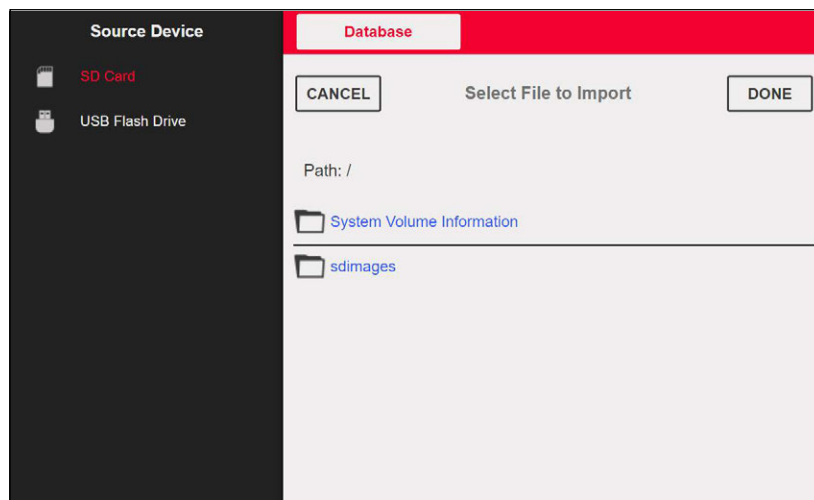 Source Device
SD Card
USB Flash Drive
Database
CANCEL
Select File to Import
DONE
Path: /
System Volume Information
sdimages